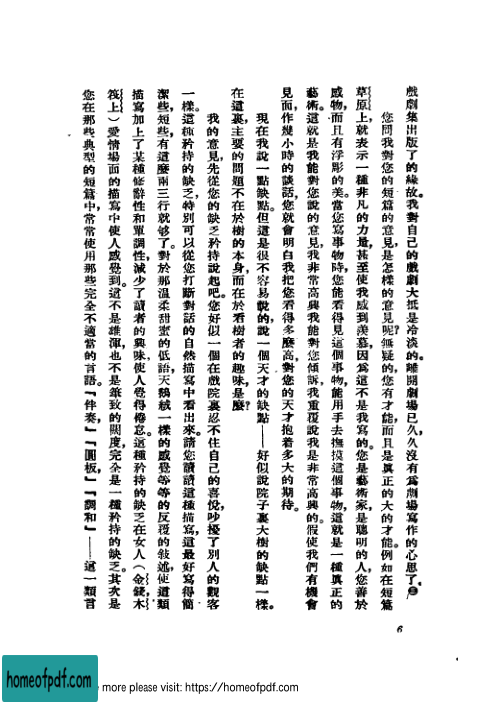 戲劇集出版了的緣故。我對自己的戲劇大抵是冷淡的。離開劇場已久，久沒有爲劇場寫作的心思了。
您問我對您的短篇的意見，是怎樣的意見呢？無疑的，您有才能，而且是眞正的大的才能。例如在短篇
草原上，就表示一種非凡的力量，甚至使我感到羨慕，因爲這不是我寫的。您是藝術家，是聰明的人，您善於
感物，而且有浮彫的美。當您寫事物時，您能看得見這個事物，能用手去撫摸這個事物，這就是一種眞正的
藝術。這就是我能對您說的意見。我非常高興我能對您傾訴，我重覆說，我是非常高興的。假使我們有機會
見面，作幾小時的談話，您就會明白我把您看得多麼高，對您的天才抱着多大的期待。
現在我說一點缺點。但這是很不容易說的，說一個天才的缺點——好似說院子裏大樹的缺點一樣。
在這裏，主要的問題不在於樹的本身，而在於看樹者的趣味，是麼？
我的意見，先從您的缺乏矜持說起吧。您好似一個在戲院裏忍不住自己的喜悅，吵擾了別人的觀客
一樣。這種矜持的缺乏，特別可以從您打斷對話的自然描寫中看出來。請您讀讀這種描寫，這最好寫得簡
潔些，短些，有這麼兩三行就够了。對於那溫柔甜蜜的低語，天鵝絨一樣的感覺等等的反覆的敍述，使這類
描寫加上了某種修辭性和單調性，減少了讀者的興味，使人覺得倦怠。這種矜持的缺乏，在女人（金錢，木
筏上）愛情場面的描寫中使人感覺到。這不是雄渾，也不是筆致的闊度，完全是一種矜持的缺乏。其次是
您在那些典型的短篇中，常常使用那些完全不適當的言語。『伴奏』『圓板』『調和』——這一類言
6
homeofpdf.com
more please visit: https://homeofpdf.com